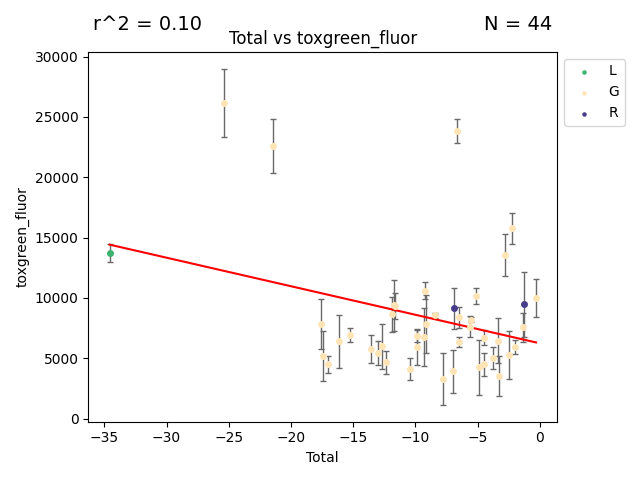 r^2 = 0.10
N = 44
Total vs toxgreen_fluor
30000
25000
20000
15000
10000
5000
0
toxgreen_fluor
−35
−30
−25
−20
−15
−10
−5
0
Total
L
G
R